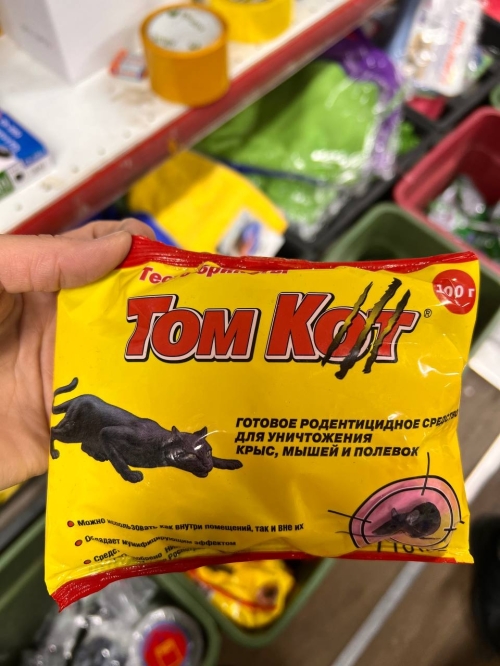 100 г
Том Кот®
ГОТОВОЕ РОДЕНТИЦИДНОЕ СРЕДСТВО
ДЛЯ УНИЧТОЖЕНИЯ
КРЫС, МЫШЕЙ И ПОЛЕВОК
Можно использовать как внутри помещений, так и вне их
Обладает мумифицирующим эффектом